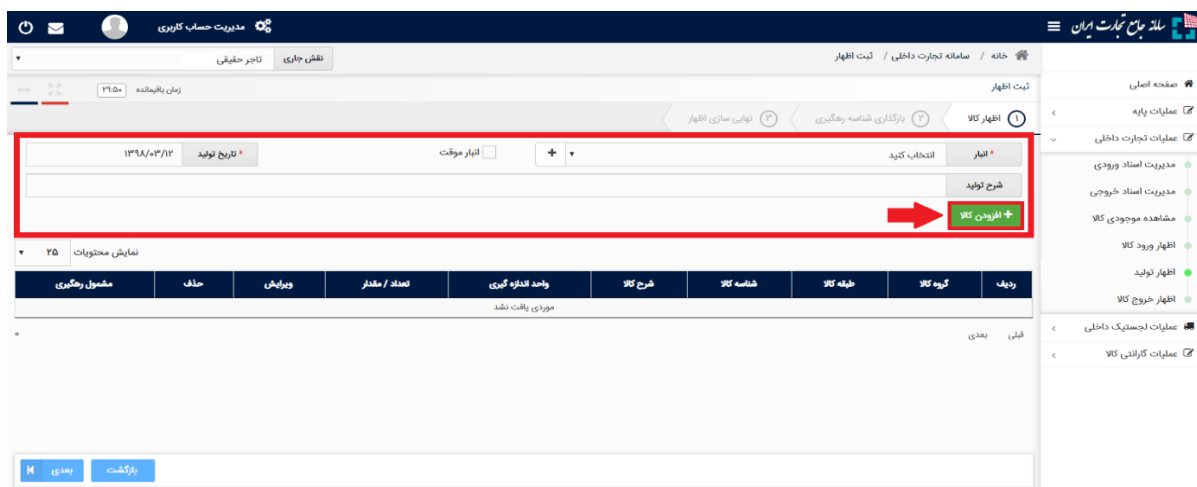 سامانه جامع تجارت ایران
مدیریت حساب کاربری
خانه / سامانه تجارت داخلی / ثبت اظهار
نقش جاری تاجر حقیقی
صفحه اصلی
عملیات پایه
عملیات تجارت داخلی
مدیریت اسناد ورودی
مدیریت اسناد خروجی
مشاهده موجودی کالا
اظهار ورود کالا
اظهار تولید
اظهار خروج کالا
عملیات لجستیک داخلی
عملیات گارانتی کالا
ثبت اظهار
زمان باقیمانده ۲۹:۵۰
۱ اظهار کالا
۲ بارگذاری شناسه رهگیری
۳ نهایی سازی اظهار
* انبار انتخاب کنید + انبار موقت * تاریخ تولید ۱۳۹۸/۰۳/۱۲
شرح تولید
+ افزودن کالا
نمایش محتویات ۲۵
ردیف گروه کالا طبقه کالا شناسه کالا شرح کالا واحد اندازه گیری تعداد / مقدار ویرایش حذف مشمول رهگیری
موردی یافت نشد
قبلی بعدی
۰
بازگشت بعدی